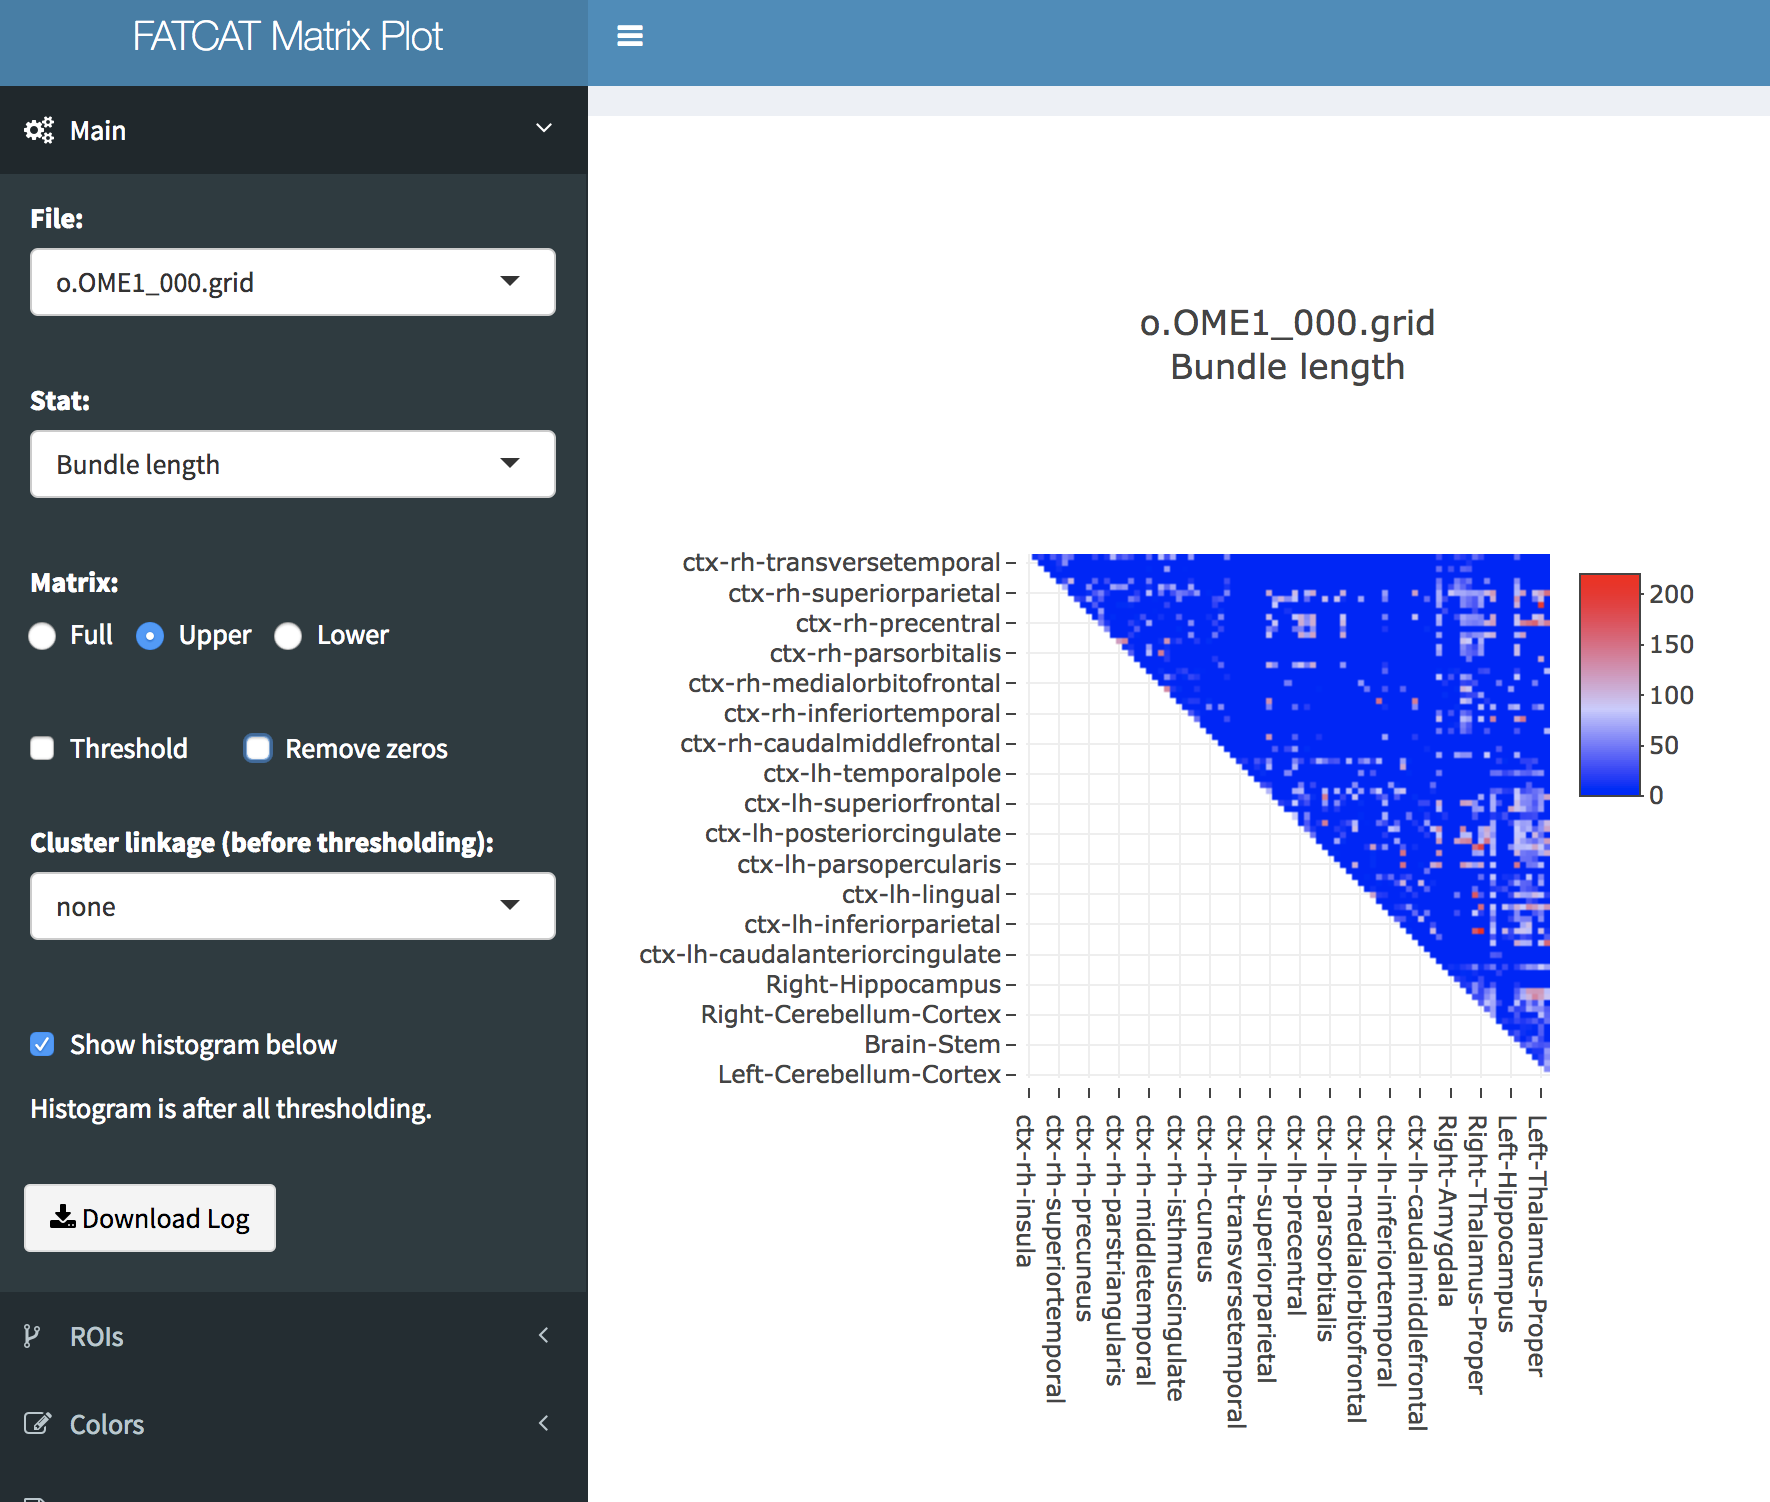 FATCAT Matrix Plot
Main
File:
o.OME1_000.grid
Stat:
Bundle length
Matrix:
Full Upper Lower
Threshold Remove zeros
Cluster linkage (before thresholding):
none
Show histogram below
Histogram is after all thresholding.
Download Log
ROIs
Colors
o.OME1_000.grid
Bundle length
ctx-rh-transversetemporal
ctx-rh-superiorparietal
ctx-rh-precentral
ctx-rh-parsorbitalis
ctx-rh-medialorbitofrontal
ctx-rh-inferiortemporal
ctx-rh-caudalmiddlefrontal
ctx-lh-temporalpole
ctx-lh-superiorfrontal
ctx-lh-posteriorcingulate
ctx-lh-parsopercularis
ctx-lh-lingual
ctx-lh-inferiorparietal
ctx-lh-caudalanteriorcingulate
Right-Hippocampus
Right-Cerebellum-Cortex
Brain-Stem
Left-Cerebellum-Cortex
ctx-rh-insula
ctx-rh-superiortemporal
ctx-rh-precuneus
ctx-rh-parstriangularis
ctx-rh-middletemporal
ctx-rh-isthmuscingulate
ctx-rh-cuneus
ctx-lh-transversetemporal
ctx-lh-superiorparietal
ctx-lh-precentral
ctx-lh-parsorbitalis
ctx-lh-medialorbitofrontal
ctx-lh-inferiortemporal
ctx-lh-caudalmiddlefrontal
Right-Amygdala
Right-Thalamus-Proper
Left-Hippocampus
Left-Thalamus-Proper
200
150
100
50
0